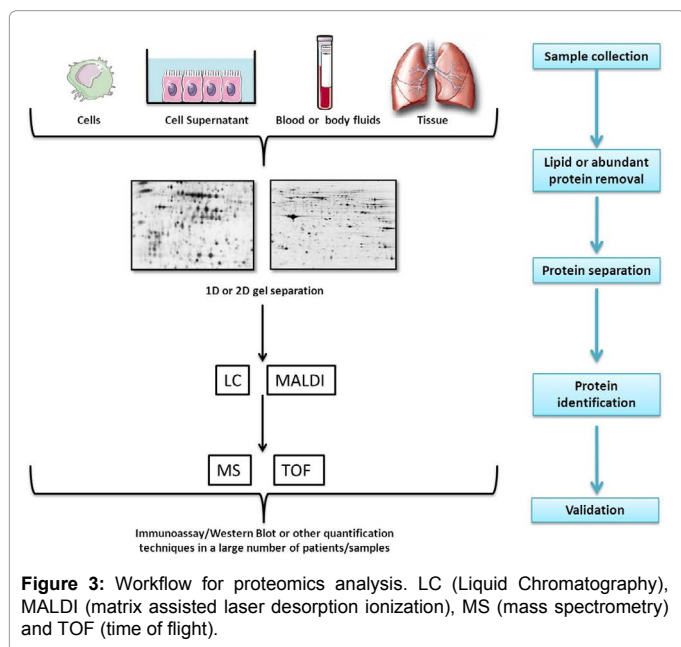 Cells
Cell Supernatant
Blood or body fluids
Tissue
1D or 2D gel separation
LC
MALDI
MS
TOF
Immunoassay/Western Blot or other quantification
techniques in a large number of patients/samples
Sample collection
Lipid or abundant
protein removal
Protein separation
Protein
identification
Validation
Figure 3: Workflow for proteomics analysis. LC (Liquid Chromatography),
MALDI (matrix assisted laser desorption ionization), MS (mass spectrometry)
and TOF (time of flight).